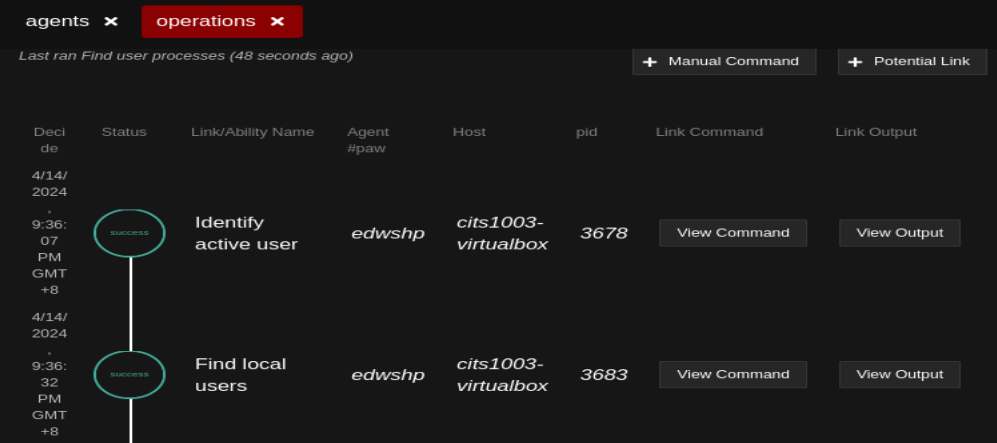 agents ×
operations ×
Last ran Find user processes (48 seconds ago)
+ Manual Command
+ Potential Link
Deci
de
Status
Link/Ability Name
Agent
#paw
Host
pid
Link Command
Link Output
4/14/
2024
,
9:36:
07
PM
GMT
+8
success
Identify
active user
edwshp
cits1003-
virtualbox
3678
View Command
View Output
4/14/
2024
,
9:36:
32
PM
GMT
+8
success
Find local
users
edwshp
cits1003-
virtualbox
3683
View Command
View Output